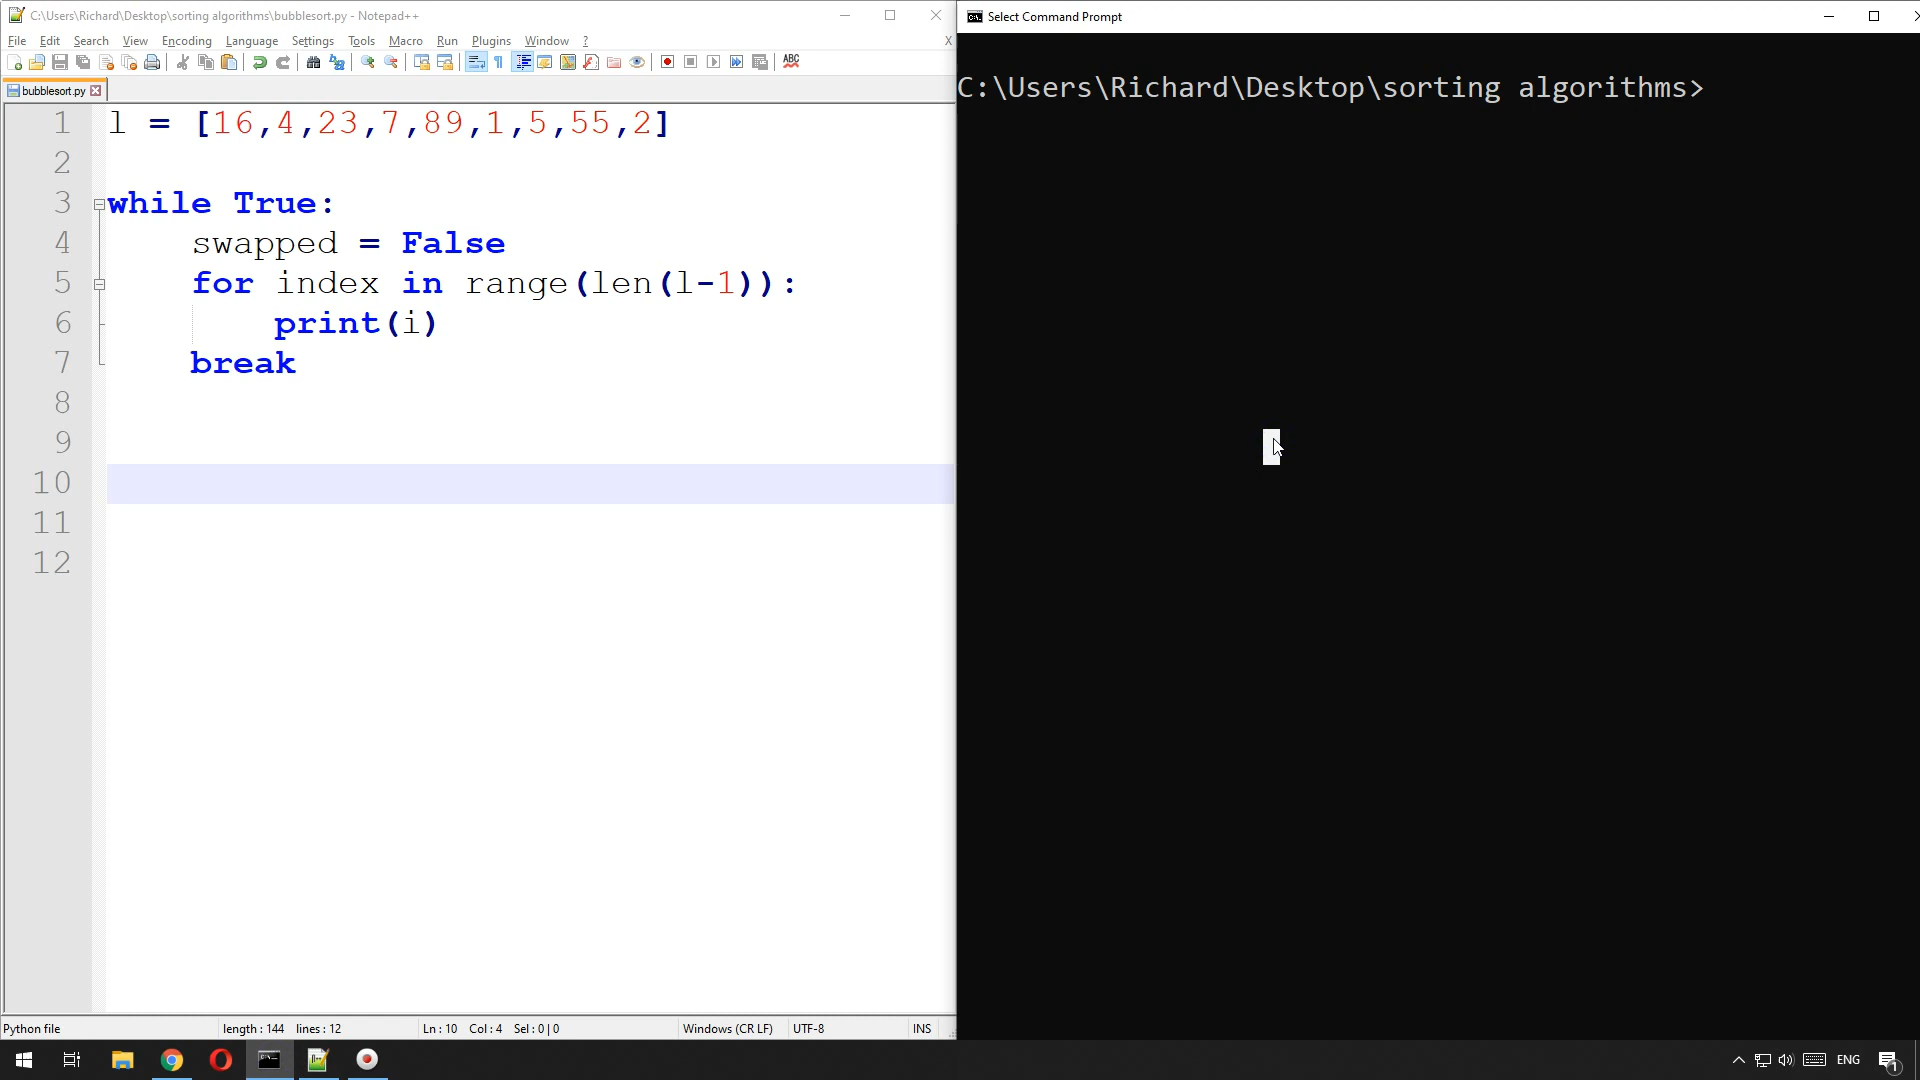 C:\Users\Richard\Desktop\sorting algorithms\bubblesort.py - Notepad++
File Edit Search View Encoding Language Settings Tools Macro Run Plugins Window ? X
ABC
bubblesort.py
1 l = [16,4,23,7,89,1,5,55,2]
2
3 while True:
4 swapped = False
5 for index in range(len(l-1)):
6 print(i)
7 break
8
9
10
11
12
Python file length : 144 lines : 12 Ln : 10 Col : 4 Sel : 0 | 0 Windows (CR LF) UTF-8 INS
Select Command Prompt
C:\Users\Richard\Desktop\sorting algorithms>
ENG
1